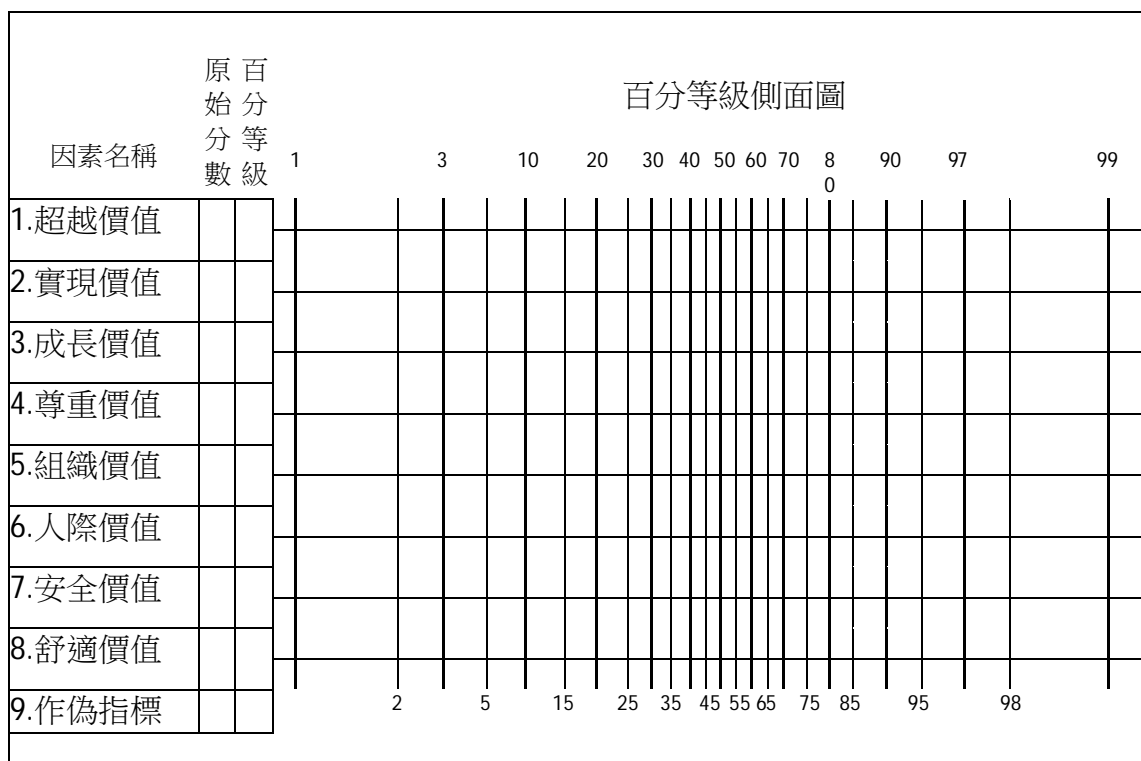 因素名稱
原始分數
百分等級
百分等級側面圖
1 3 10 20 30 40 50 60 70 80 90 97 99
1.超越價值
2.實現價值
3.成長價值
4.尊重價值
5.組織價值
6.人際價值
7.安全價值
8.舒適價值
9.作偽指標
2 5 15 25 35 45 55 65 75 85 95 98